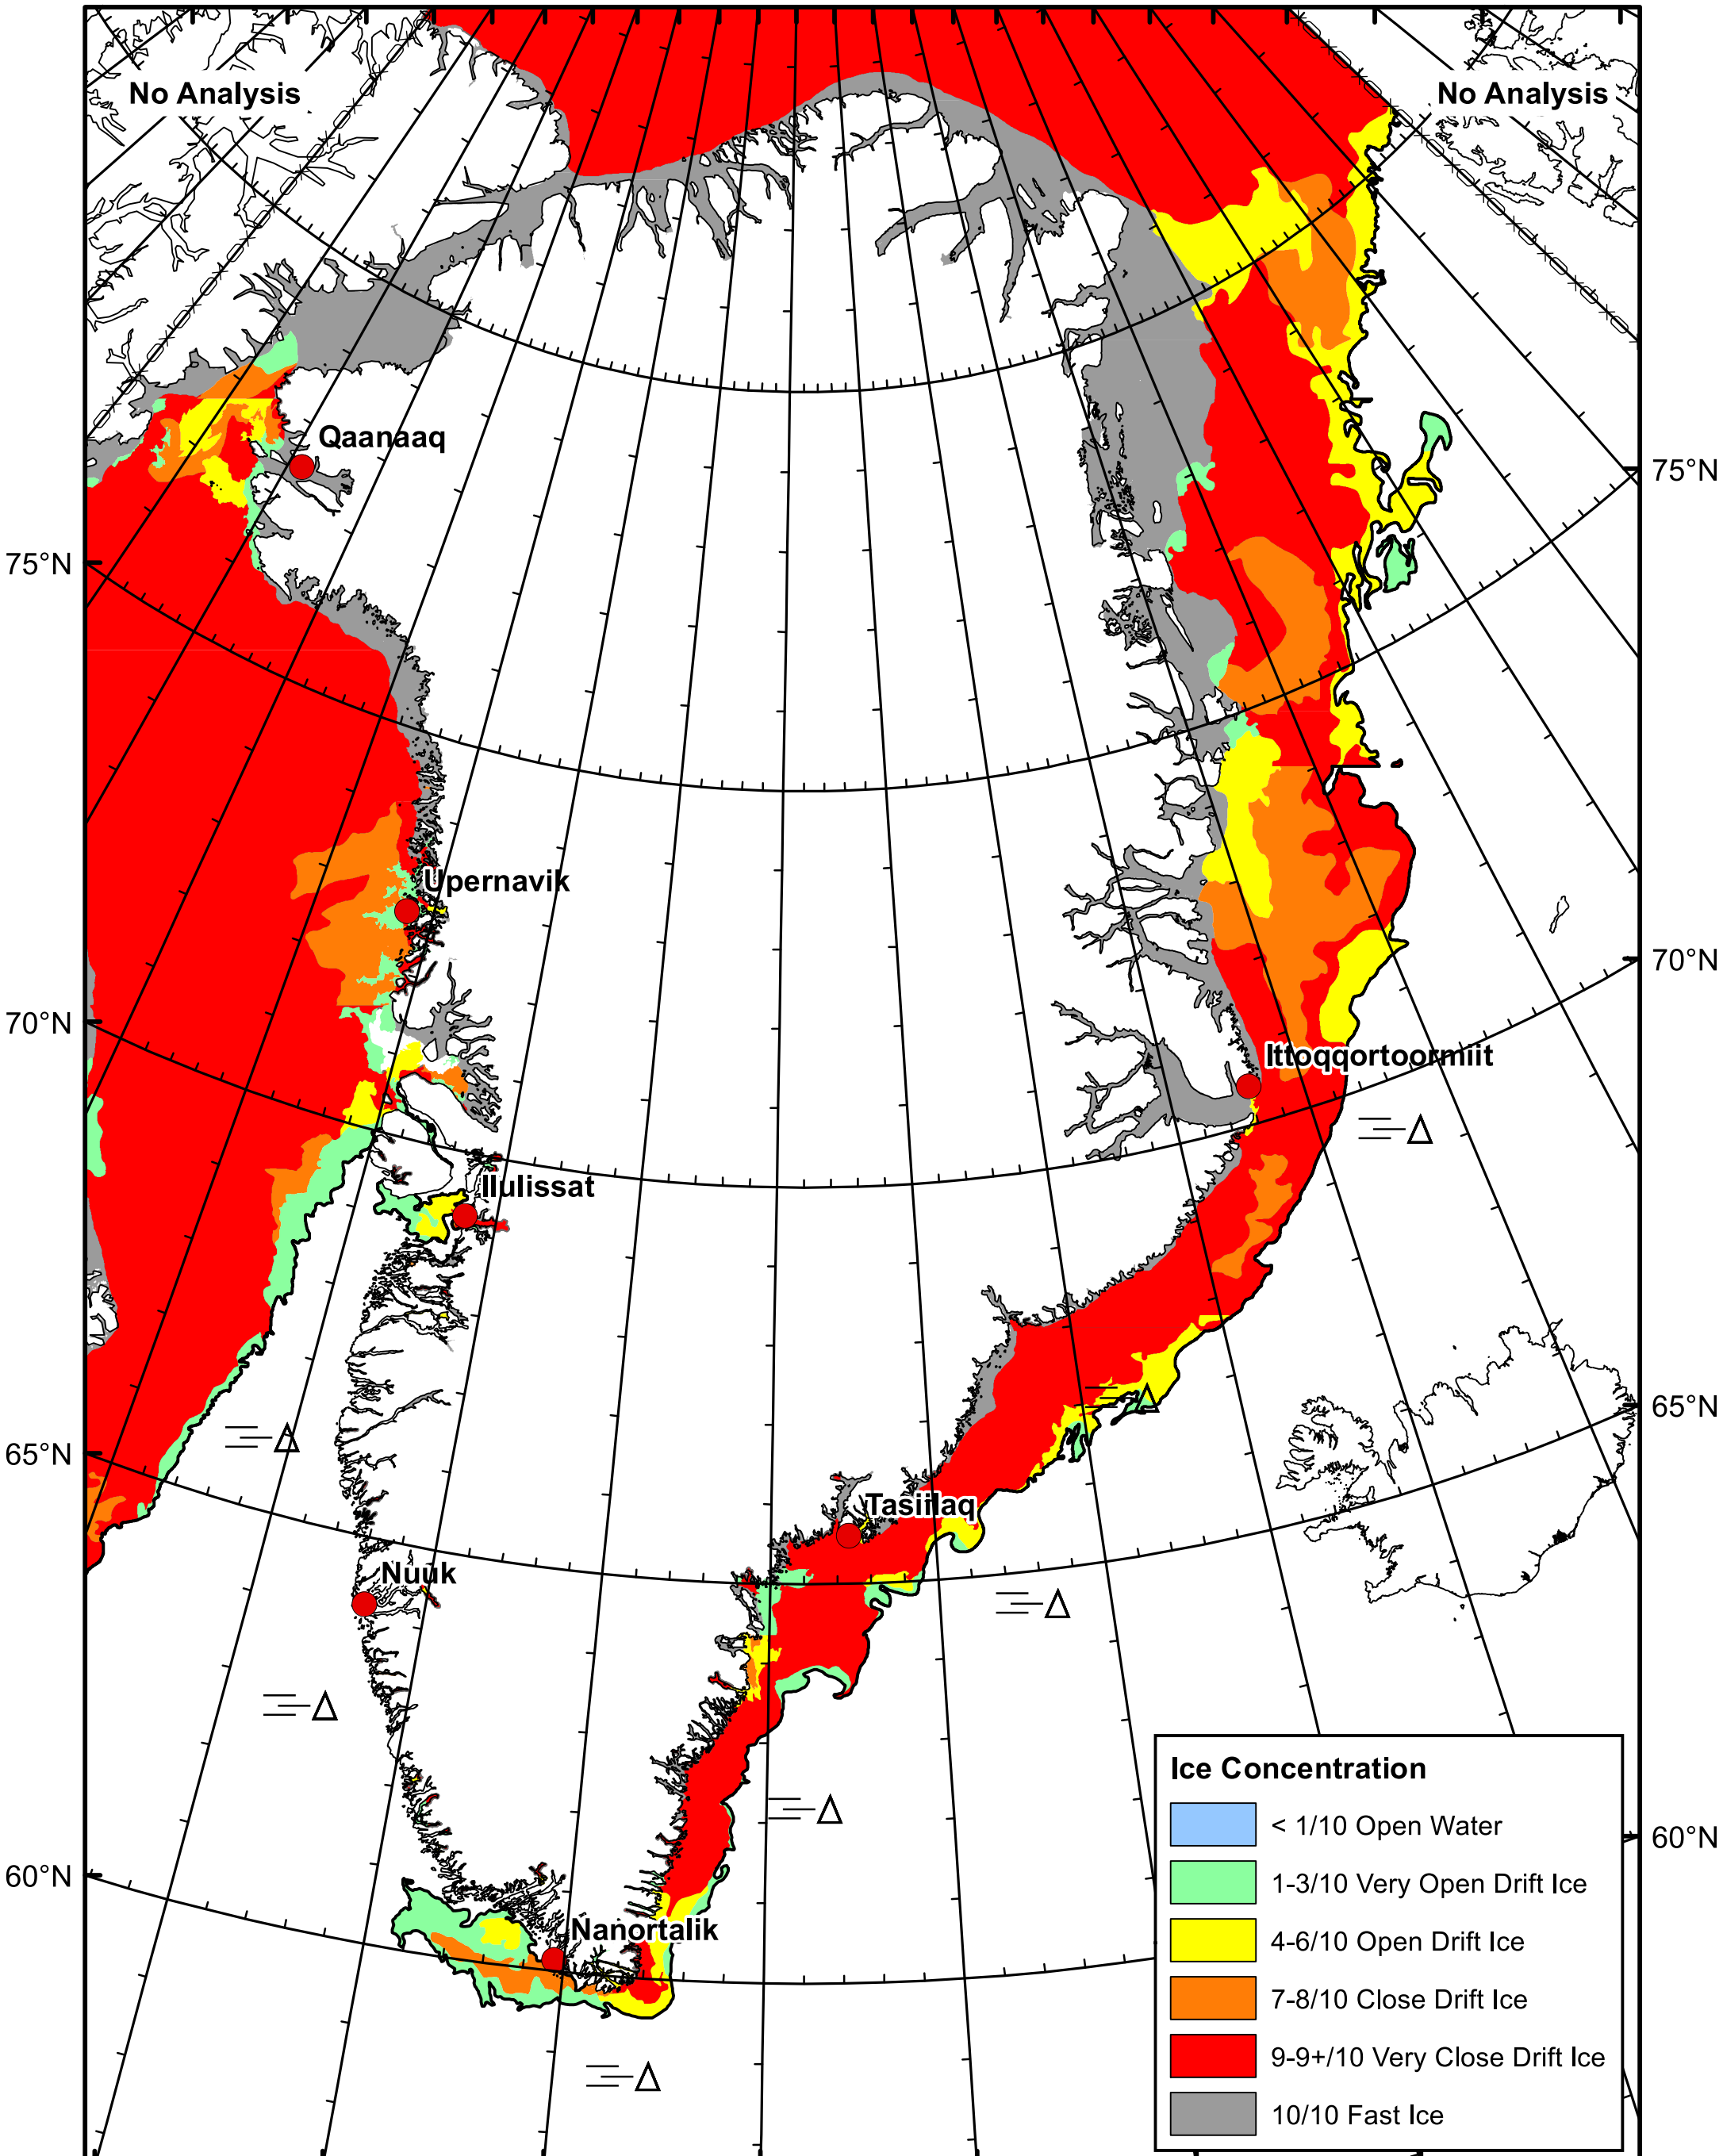 No Analysis
No Analysis
Qaanaaq
75°N
75°N
Upernavik
70°N
70°N
Ittoqqortoormiit
Ilulissat
65°N
65°N
Tasiilaq
Nuuk
60°N
60°N
Nanortalik
Ice Concentration
< 1/10 Open Water
1-3/10 Very Open Drift Ice
4-6/10 Open Drift Ice
7-8/10 Close Drift Ice
9-9+/10 Very Close Drift Ice
10/10 Fast Ice